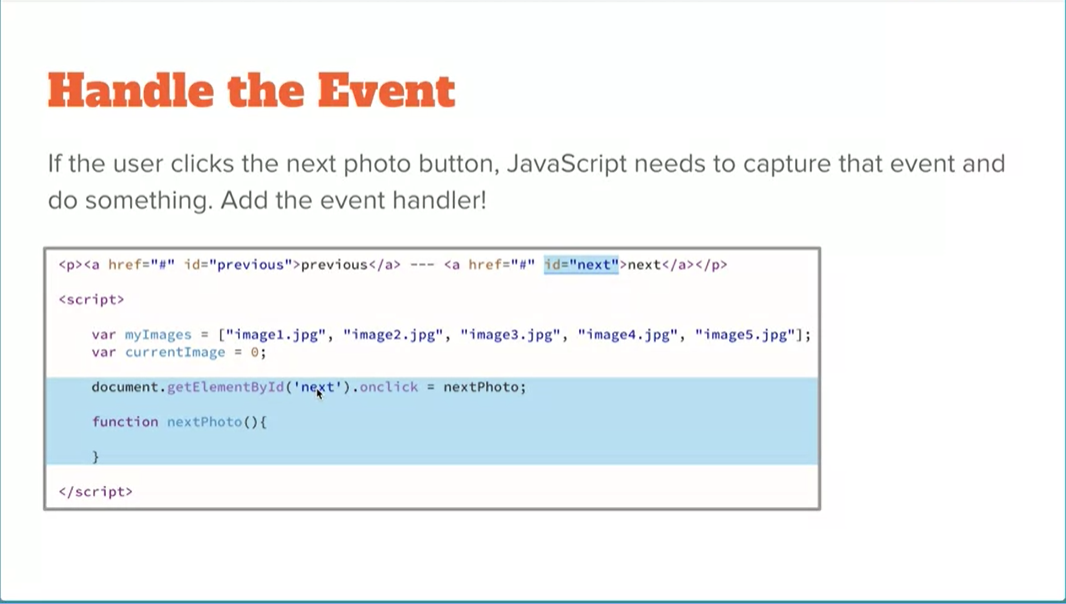 Handle the Event
If the user clicks the next photo button, JavaScript needs to capture that event and
do something. Add the event handler!
<p><a href="#" id="previous">previous</a> --- <a href="#" id="next">next</a></p>
<script>
var myImages = ["image1.jpg", "image2.jpg", "image3.jpg", "image4.jpg", "image5.jpg"];
var currentImage = 0;
document.getElementById('next').onclick = nextPhoto;
function nextPhoto(){
}
</script>